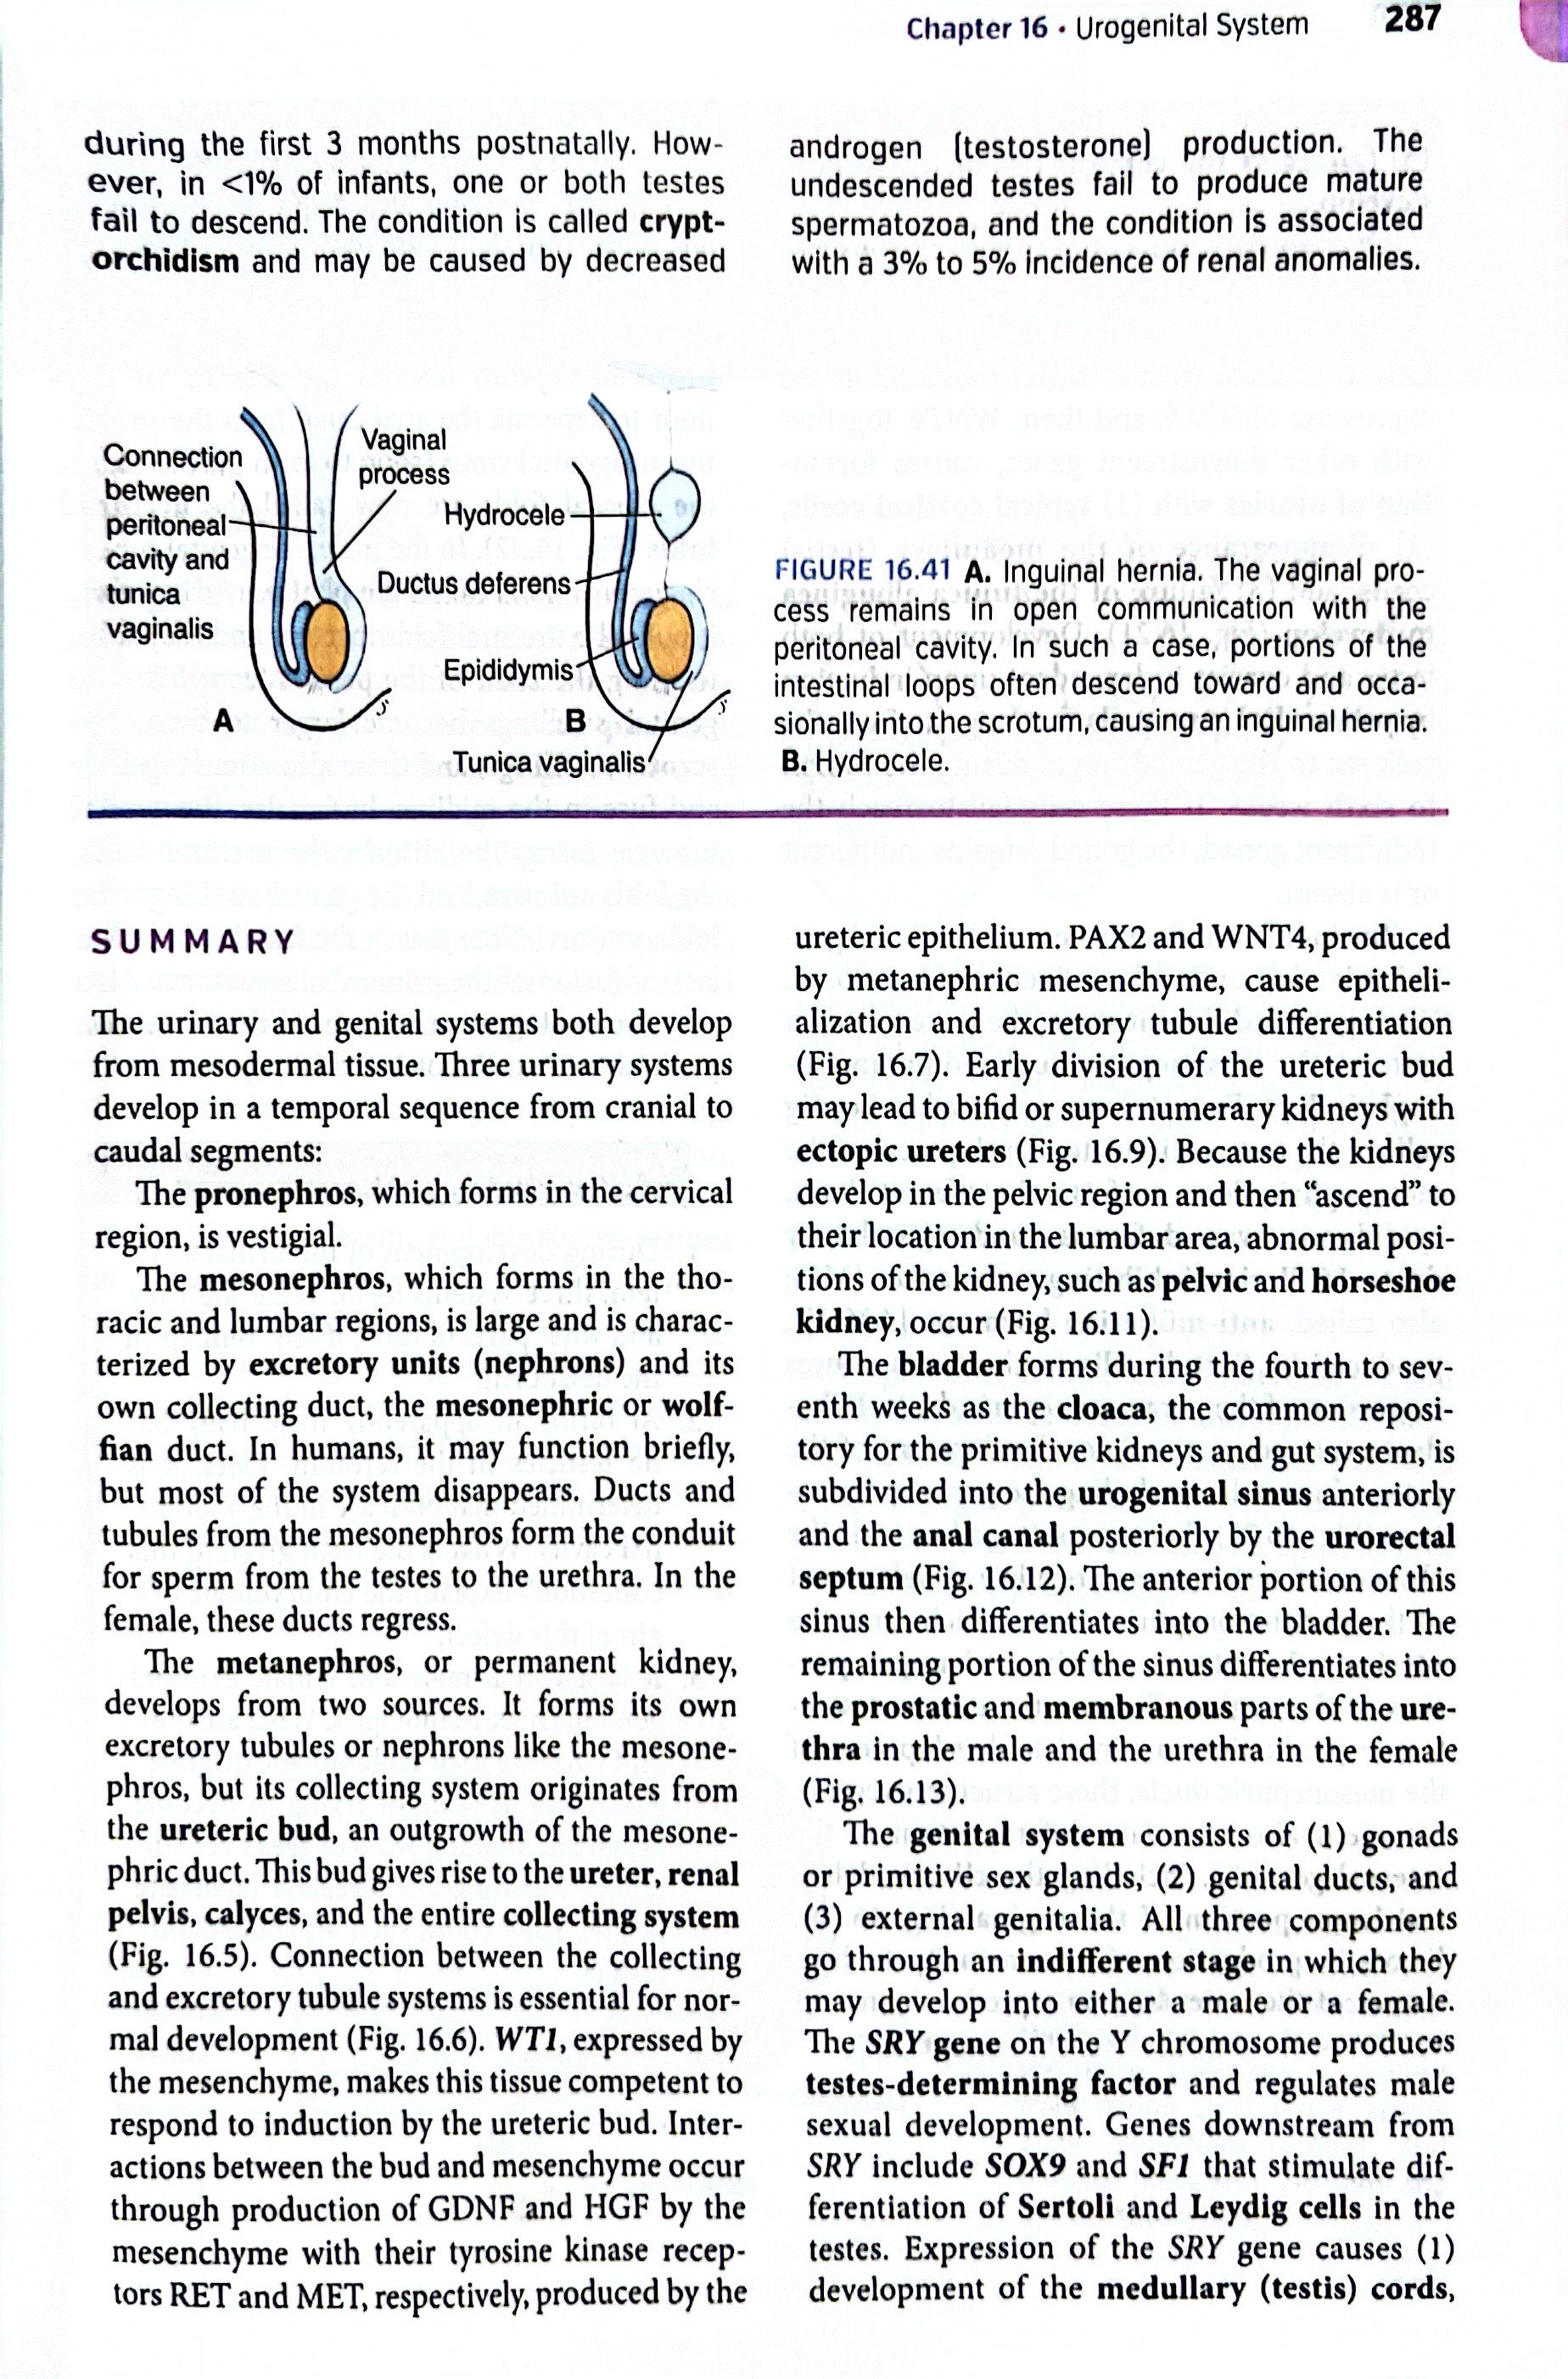 Chapter 16 • Urogenital System 287
during the first 3 months postnatally. How-
ever, in <1% of infants, one or both testes
fail to descend. The condition is called crypt-
orchidism and may be caused by decreased
androgen (testosterone) production. The
undescended testes fail to produce mature
spermatozoa, and the condition is associated
with a 3% to 5% incidence of renal anomalies.
Connection
between
peritoneal
cavity and
tunica
vaginalis
Vaginal
process
Hydrocele
Ductus deferens
Epididymis
A
B
Tunica vaginalis
FIGURE 16.41 A. Inguinal hernia. The vaginal pro-
cess remains in open communication with the
peritoneal cavity. In such a case, portions of the
intestinal loops often descend toward and occa-
sionally into the scrotum, causing an inguinal hernia.
B. Hydrocele.
SUMMARY
The urinary and genital systems both develop
from mesodermal tissue. Three urinary systems
develop in a temporal sequence from cranial to
caudal segments:
The pronephros, which forms in the cervical
region, is vestigial.
The mesonephros, which forms in the tho-
racic and lumbar regions, is large and is charac-
terized by excretory units (nephrons) and its
own collecting duct, the mesonephric or wolf-
fian duct. In humans, it may function briefly,
but most of the system disappears. Ducts and
tubules from the mesonephros form the conduit
for sperm from the testes to the urethra. In the
female, these ducts regress.
The metanephros, or permanent kidney,
develops from two sources. It forms its own
excretory tubules or nephrons like the mesone-
phros, but its collecting system originates from
the ureteric bud, an outgrowth of the mesone-
phric duct. This bud gives rise to the ureter, renal
pelvis, calyces, and the entire collecting system
(Fig. 16.5). Connection between the collecting
and excretory tubule systems is essential for nor-
mal development (Fig. 16.6). WT1, expressed by
the mesenchyme, makes this tissue competent to
respond to induction by the ureteric bud. Inter-
actions between the bud and mesenchyme occur
through production of GDNF and HGF by the
mesenchyme with their tyrosine kinase recep-
tors RET and MET, respectively, produced by the
ureteric epithelium. PAX2 and WNT4, produced
by metanephric mesenchyme, cause epitheli-
alization and excretory tubule differentiation
(Fig. 16.7). Early division of the ureteric bud
may lead to bifid or supernumerary kidneys with
ectopic ureters (Fig. 16.9). Because the kidneys
develop in the pelvic region and then “ascend” to
their location in the lumbar area, abnormal posi-
tions of the kidney, such as pelvic and horseshoe
kidney, occur (Fig. 16.11).
The bladder forms during the fourth to sev-
enth weeks as the cloaca, the common reposi-
tory for the primitive kidneys and gut system, is
subdivided into the urogenital sinus anteriorly
and the anal canal posteriorly by the urorectal
septum (Fig. 16.12). The anterior portion of this
sinus then differentiates into the bladder. The
remaining portion of the sinus differentiates into
the prostatic and membranous parts of the ure-
thra in the male and the urethra in the female
(Fig. 16.13).
The genital system consists of (1) gonads
or primitive sex glands, (2) genital ducts, and
(3) external genitalia. All three components
go through an indifferent stage in which they
may develop into either a male or a female.
The SRY gene on the Y chromosome produces
testes-determining factor and regulates male
sexual development. Genes downstream from
SRY include SOX9 and SF1 that stimulate dif-
ferentiation of Sertoli and Leydig cells in the
testes. Expression of the SRY gene causes (1)
development of the medullary (testis) cords,